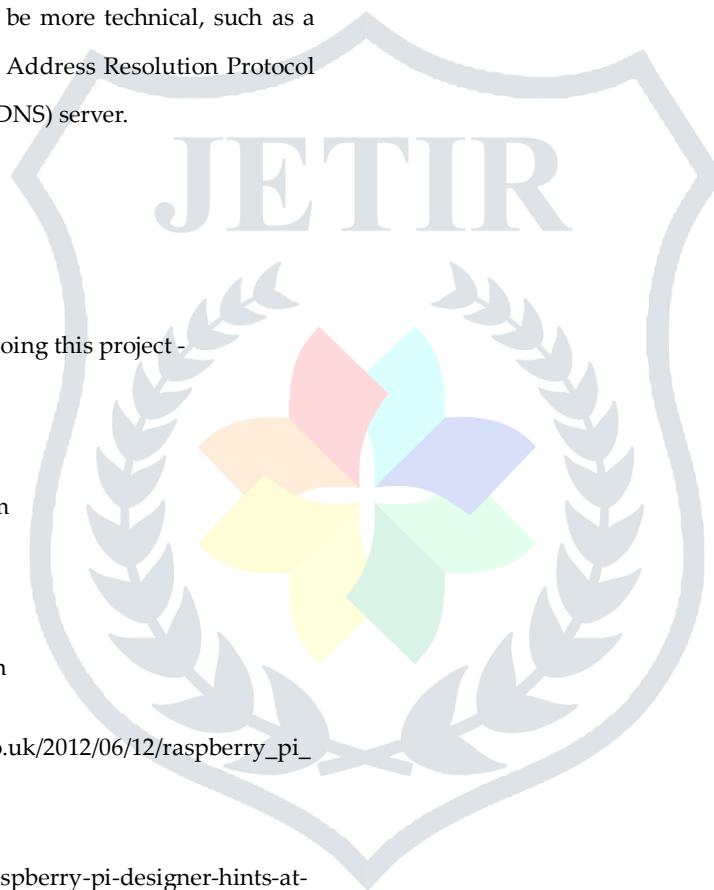 be more technical, such as a
Address Resolution Protocol
DNS) server.
JETIR
oing this project -
n
n
o.uk/2012/06/12/raspberry_pi_
spberry-pi-designer-hints-at-